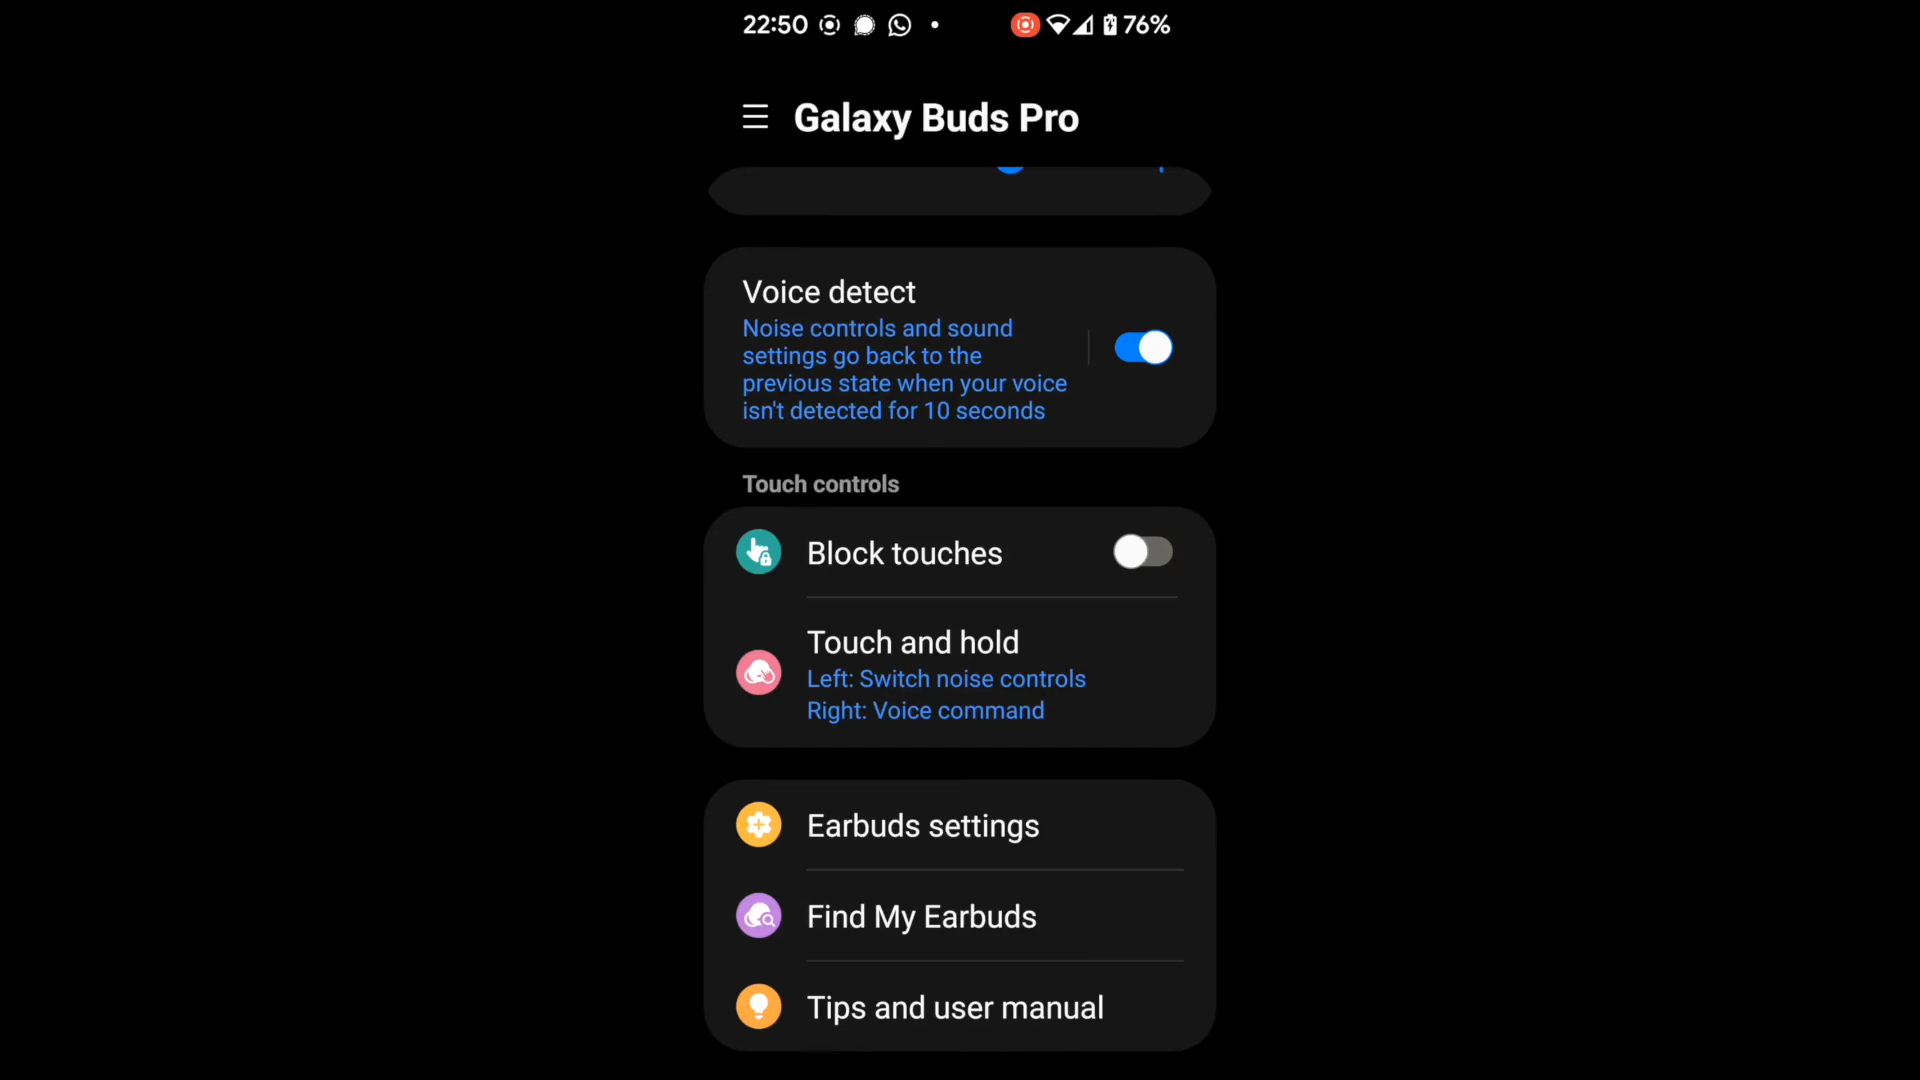 22:50
76%
Galaxy Buds Pro
Voice detect
Noise controls and sound
settings go back to the
previous state when your voice
isn't detected for 10 seconds
Touch controls
Block touches
Touch and hold
Left: Switch noise controls
Right: Voice command
Earbuds settings
Find My Earbuds
Tips and user manual